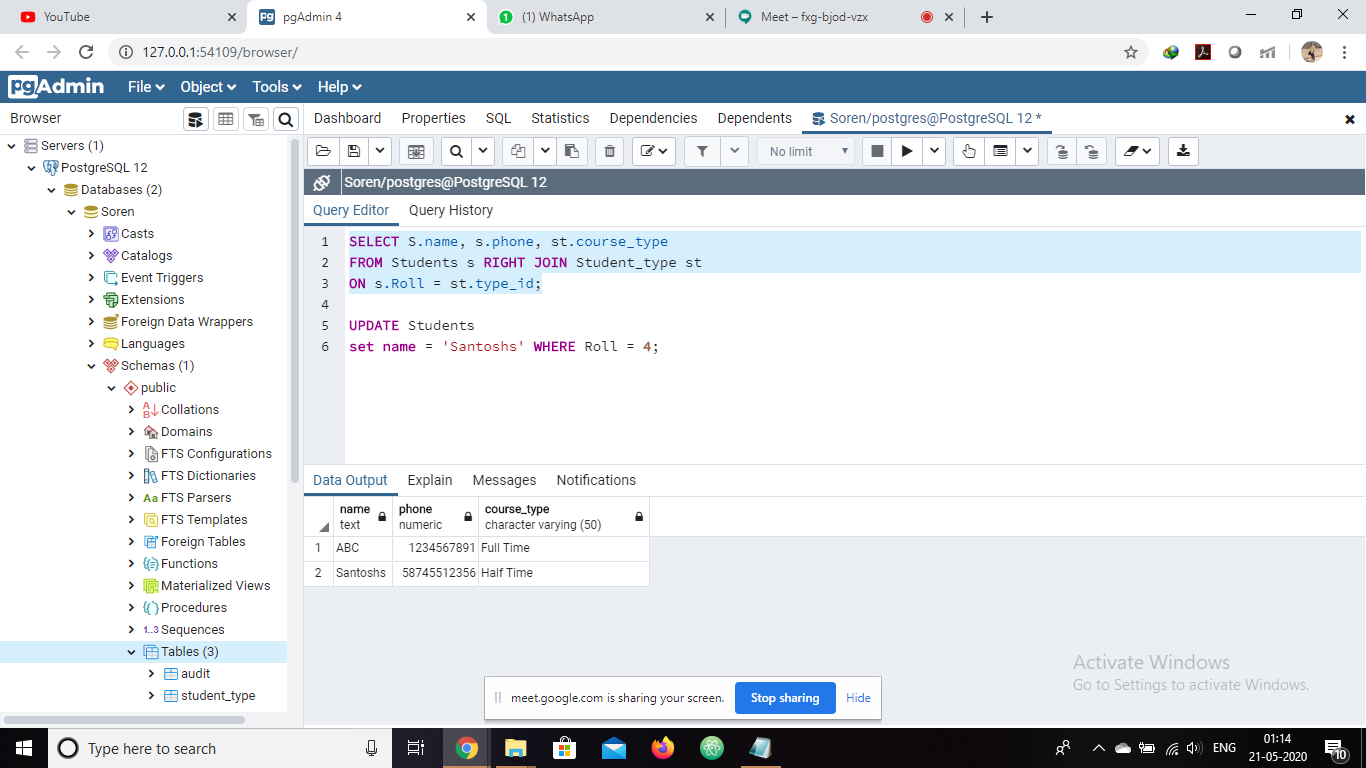 YouTube
pgAdmin 4
(1) WhatsApp
Meet – fxg-bjod-vzx
127.0.0.1:54109/browser/
pgAdmin File Object Tools Help
Browser
Dashboard Properties SQL Statistics Dependencies Dependents Soren/postgres@PostgreSQL 12 *
Servers (1)
PostgreSQL 12
Databases (2)
Soren
Casts
Catalogs
Event Triggers
Extensions
Foreign Data Wrappers
Languages
Schemas (1)
public
Collations
Domains
FTS Configurations
FTS Dictionaries
Aa FTS Parsers
FTS Templates
Foreign Tables
Functions
Materialized Views
Procedures
1..3 Sequences
Tables (3)
audit
student_type
No limit
Soren/postgres@PostgreSQL 12
Query Editor Query History
1 SELECT S.name, s.phone, st.course_type
2 FROM Students s RIGHT JOIN Student_type st
3 ON s.Roll = st.type_id;
4
5 UPDATE Students
6 set name = 'Santoshs' WHERE Roll = 4;
Data Output Explain Messages Notifications
name phone course_type
text numeric character varying (50)
1 ABC 1234567891 Full Time
2 Santoshs 58745512356 Half Time
Activate Windows
Go to Settings to activate Windows.
meet.google.com is sharing your screen. Stop sharing Hide
Type here to search
ENG
01:14
21-05-2020
10